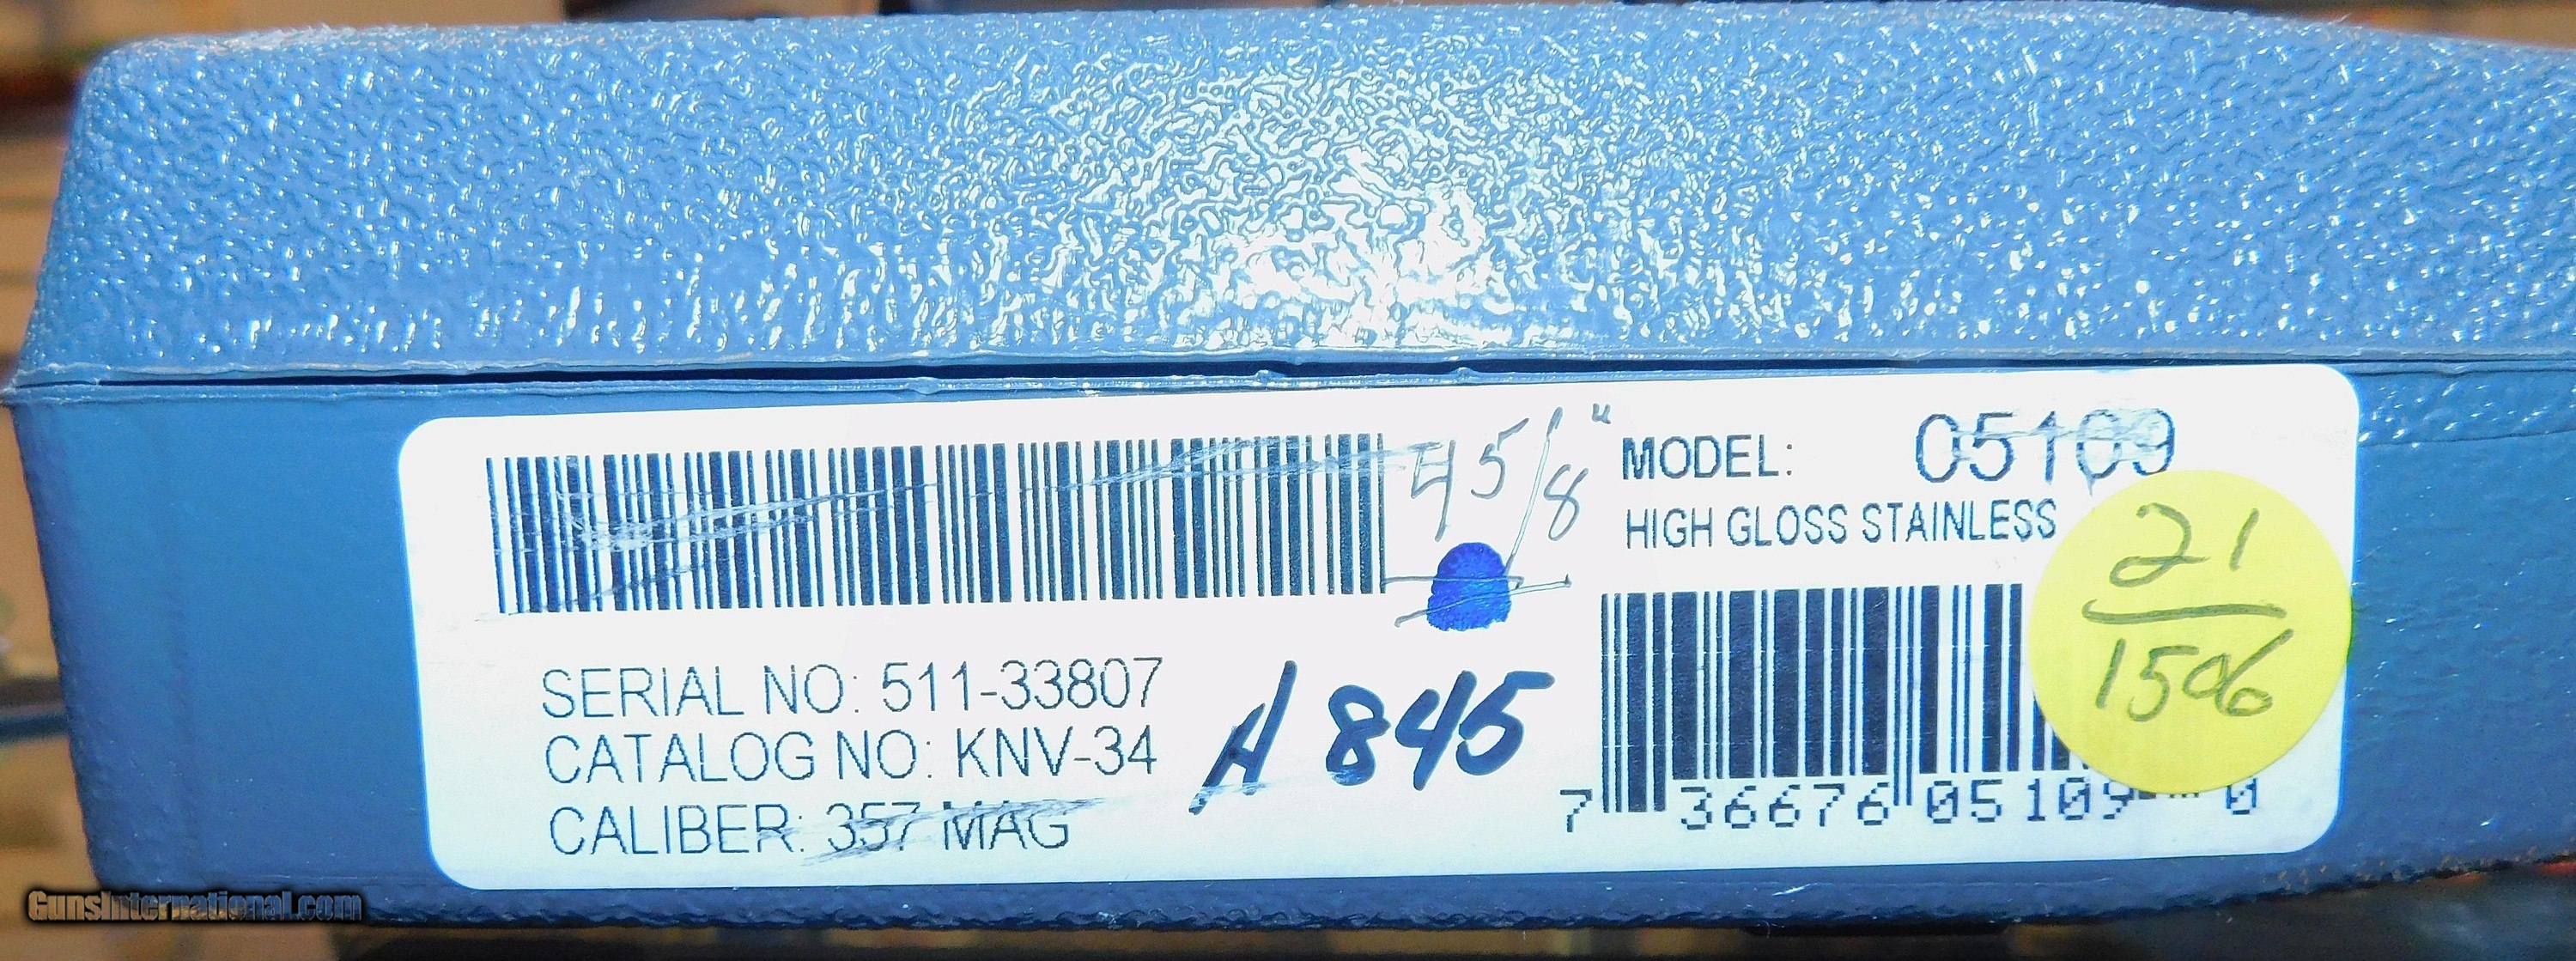 4 5/8"
MODEL: 05109
HIGH GLOSS STAINLESS
21
1506
SERIAL NO: 511-33807
CATALOG NO: KNV-34
CALIBER: 357 MAG
A 845
7 36676 05109 0
GunsInternational.com